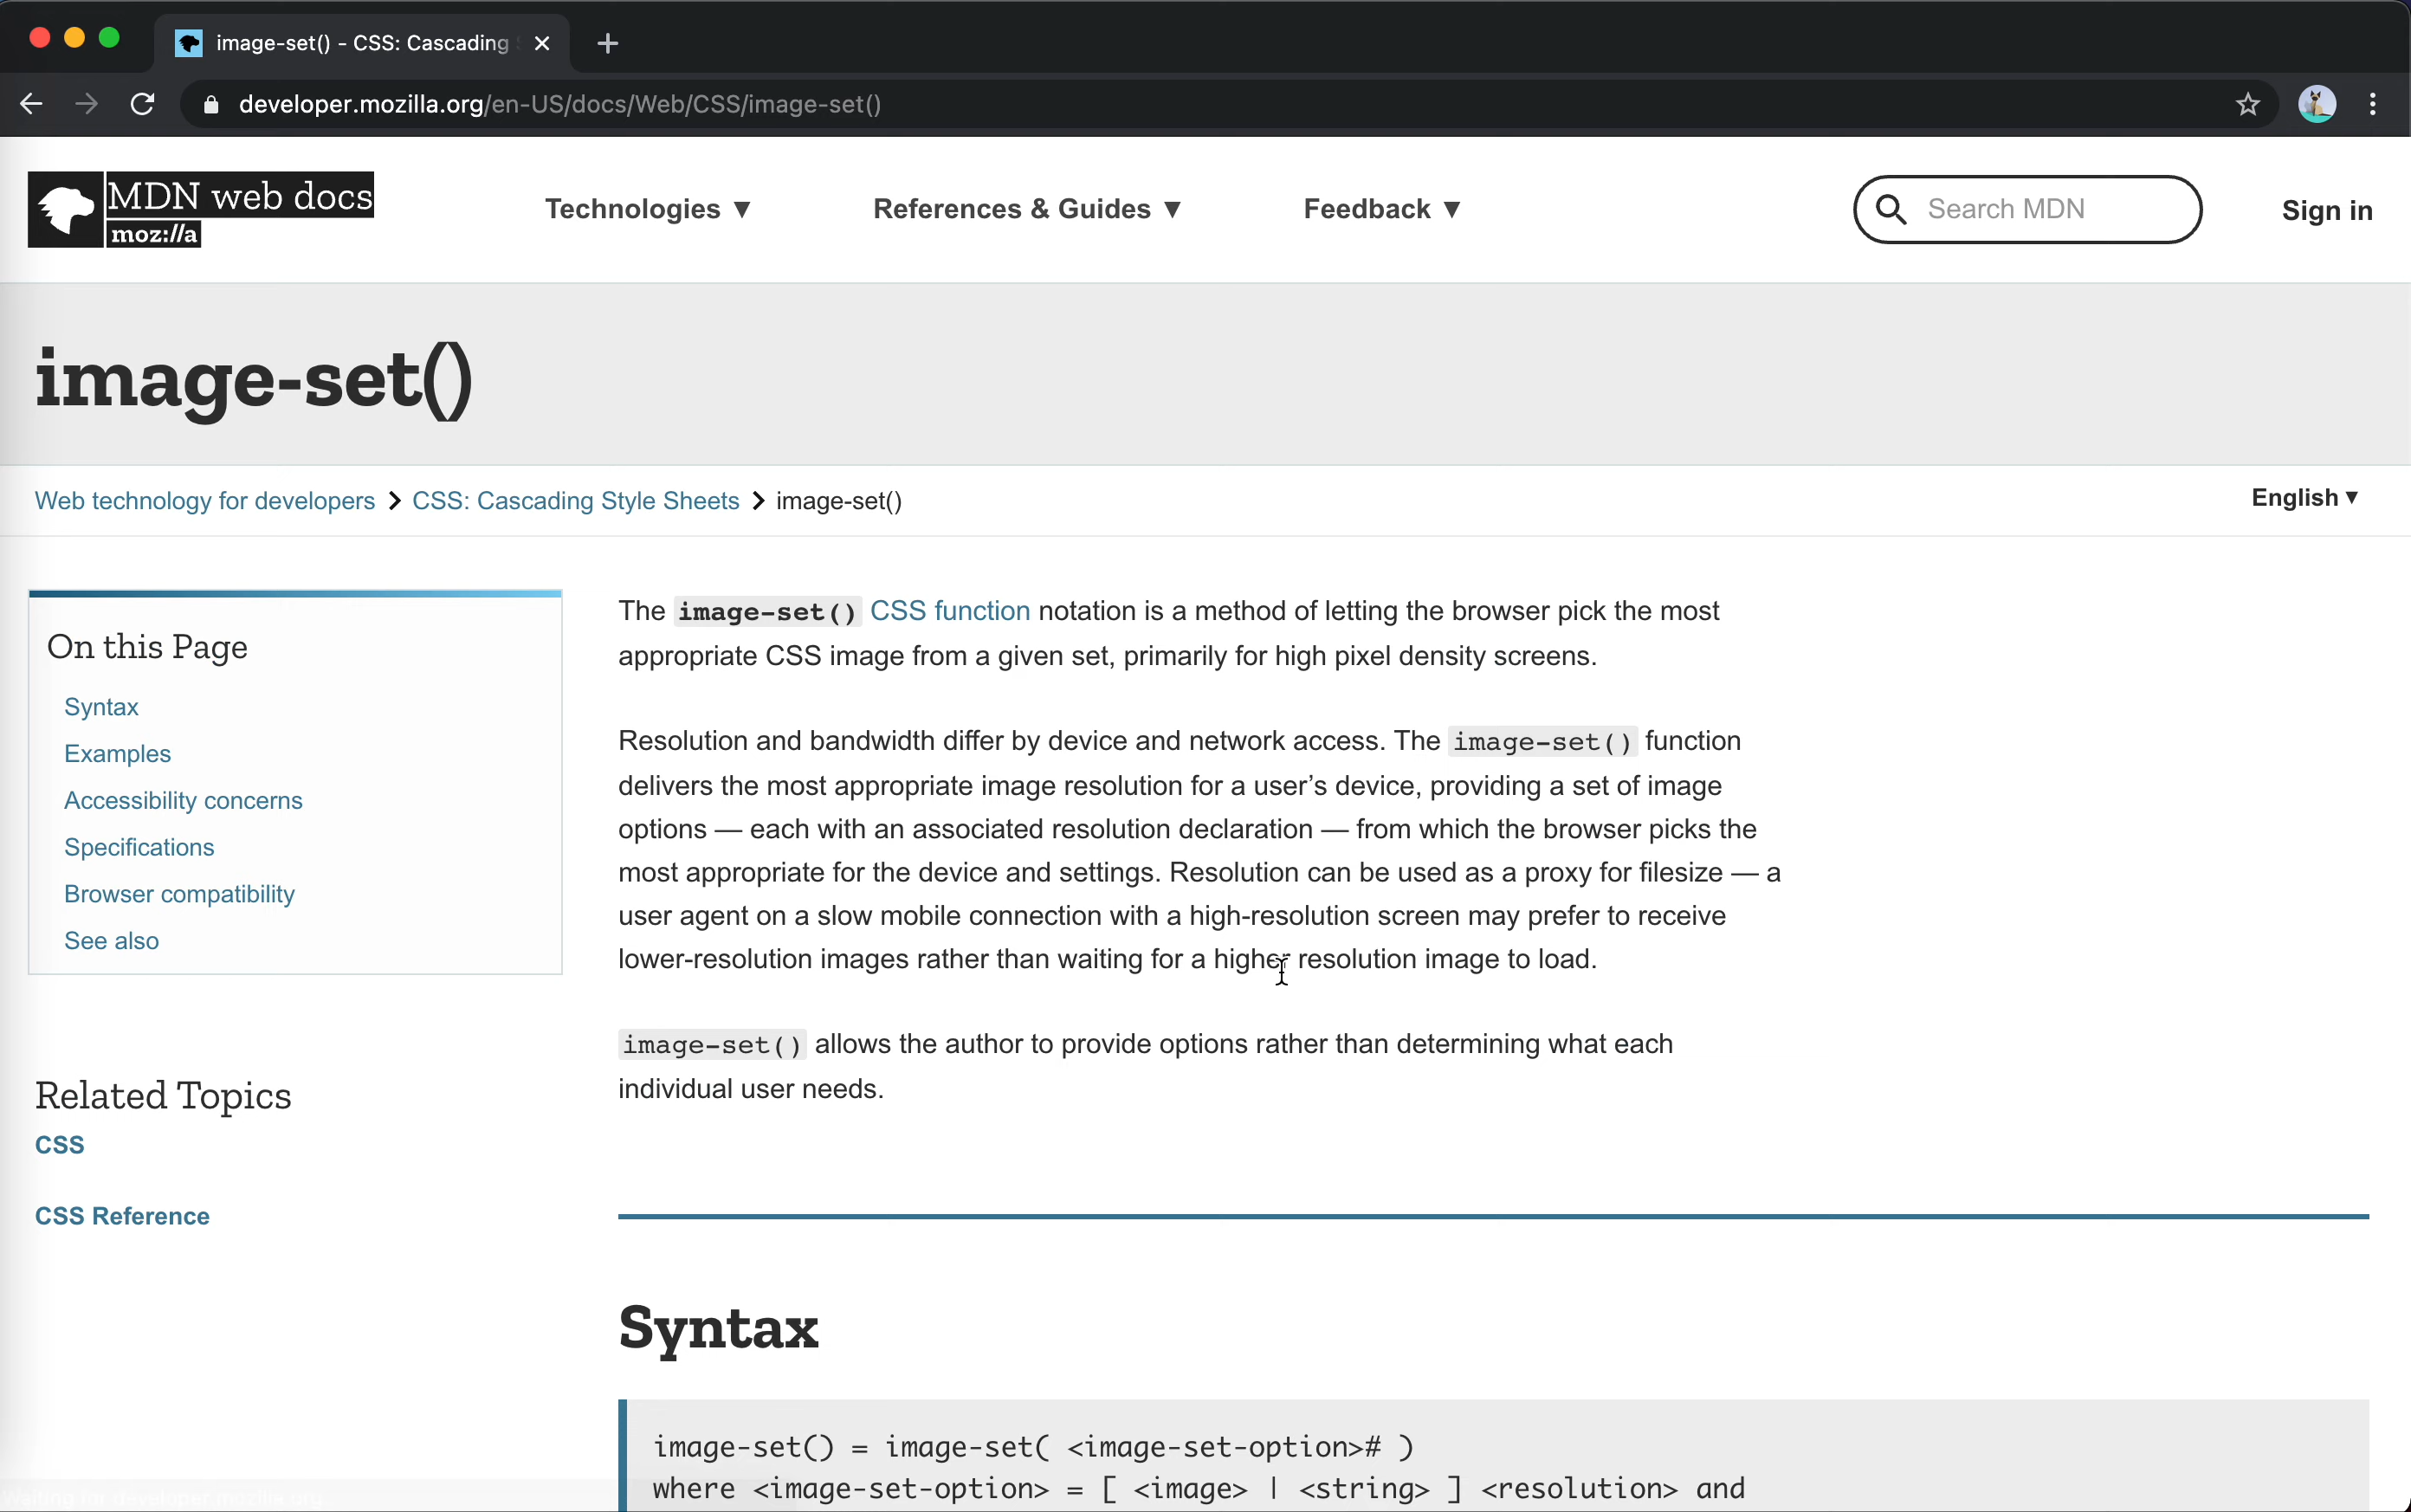 image-set() - CSS: Cascading
developer.mozilla.org/en-US/docs/Web/CSS/image-set()
MDN web docs
moz://a
Technologies ▼
References & Guides ▼
Feedback ▼
Search MDN
Sign in
image-set()
Web technology for developers > CSS: Cascading Style Sheets > image-set()
English ▼
On this Page
Syntax
Examples
Accessibility concerns
Specifications
Browser compatibility
See also
Related Topics
CSS
CSS Reference
The image-set() CSS function notation is a method of letting the browser pick the most
appropriate CSS image from a given set, primarily for high pixel density screens.
Resolution and bandwidth differ by device and network access. The image-set() function
delivers the most appropriate image resolution for a user’s device, providing a set of image
options — each with an associated resolution declaration — from which the browser picks the
most appropriate for the device and settings. Resolution can be used as a proxy for filesize — a
user agent on a slow mobile connection with a high-resolution screen may prefer to receive
lower-resolution images rather than waiting for a higher resolution image to load.
image-set() allows the author to provide options rather than determining what each
individual user needs.
Syntax
image-set() = image-set( <image-set-option># )
where <image-set-option> = [ <image> | <string> ] <resolution> and